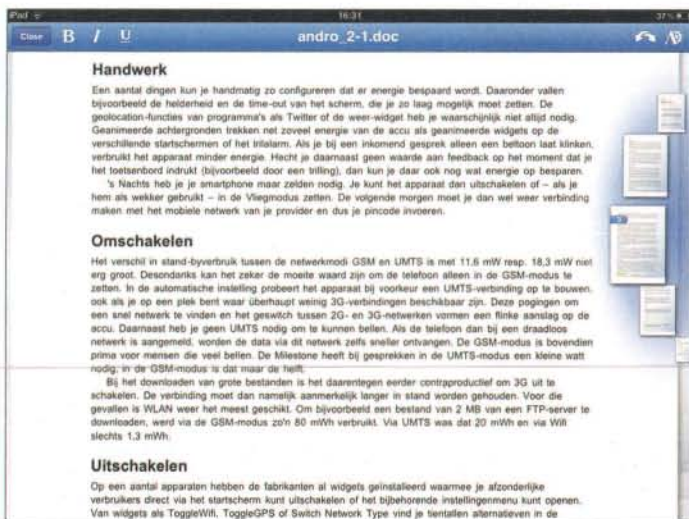 iPad
16:31
37%
Close B I U andro_2-1.doc
Handwerk
Een aantal dingen kun je handmatig zo configureren dat er energie bespaard wordt. Daaronder vallen
bijvoorbeeld de helderheid en de time-out van het scherm, die je zo laag mogelijk moet zetten. De
geolocation-functies van programma's als Twitter of de weer-widget heb je waarschijnlijk niet altijd nodig.
Geanimeerde achtergronden trekken net zoveel energie van de accu als geanimeerde widgets op de
verschillende startschermen of het trilalarm. Als je bij een inkomend gesprek alleen een beltoon laat klinken,
verbruikt het apparaat minder energie. Hecht je daarnaast geen waarde aan feedback op het moment dat je
het toetsenbord indrukt (bijvoorbeeld door een trilling), dan kun je daar ook nog wat energie op besparen.
's Nachts heb je je smartphone maar zelden nodig. Je kunt het apparaat dan uitschakelen of – als je
hem als wekker gebruikt – in de Vliegmodus zetten. De volgende morgen moet je dan wel weer verbinding
maken met het mobiele netwerk van je provider en dus je pincode invoeren.
Omschakelen
Het verschil in stand-byverbruik tussen de netwerkmodi GSM en UMTS is met 11,6 mW resp. 18,3 mW niet
erg groot. Desondanks kan het zeker de moeite waard zijn om de telefoon alleen in de GSM-modus te
zetten. In de automatische instelling probeert het apparaat bij voorkeur een UMTS-verbinding op te bouwen,
ook als je op een plek bent waar überhaupt weinig 3G-verbindingen beschikbaar zijn. Deze pogingen om
een snel netwerk te vinden en het geswitch tussen 2G- en 3G-netwerken vormen een flinke aanslag op de
accu. Daarnaast heb je geen UMTS nodig om te kunnen bellen. Als de telefoon dan bij een draadloos
netwerk is aangemeld, worden de data via dit netwerk zelfs sneller ontvangen. De GSM-modus is bovendien
prima voor mensen die veel bellen. De Milestone heeft bij gesprekken in de UMTS-modus een kleine watt
nodig; in de GSM-modus is dat maar de helft.
Bij het downloaden van grote bestanden is het daarentegen eerder contraproductief om 3G uit te
schakelen. De verbinding moet dan namelijk aanmerkelijk langer in stand worden gehouden. Voor die
gevallen is WLAN weer het meest geschikt. Om bijvoorbeeld een bestand van 2 MB van een FTP-server te
downloaden, werd via de GSM-modus zo'n 80 mWh verbruikt. Via UMTS was dat 20 mWh en via Wifi
slechts 1,3 mWh.
Uitschakelen
Op een aantal apparaten hebben de fabrikanten al widgets geïnstalleerd waarmee je afzonderlijke
verbruikers direct via het startscherm kunt uitschakelen of het bijbehorende instellingenmenu kunt openen.
Van widgets als ToggleWifi, ToggleGPS of Switch Network Type vind je tientallen alternatieven in de